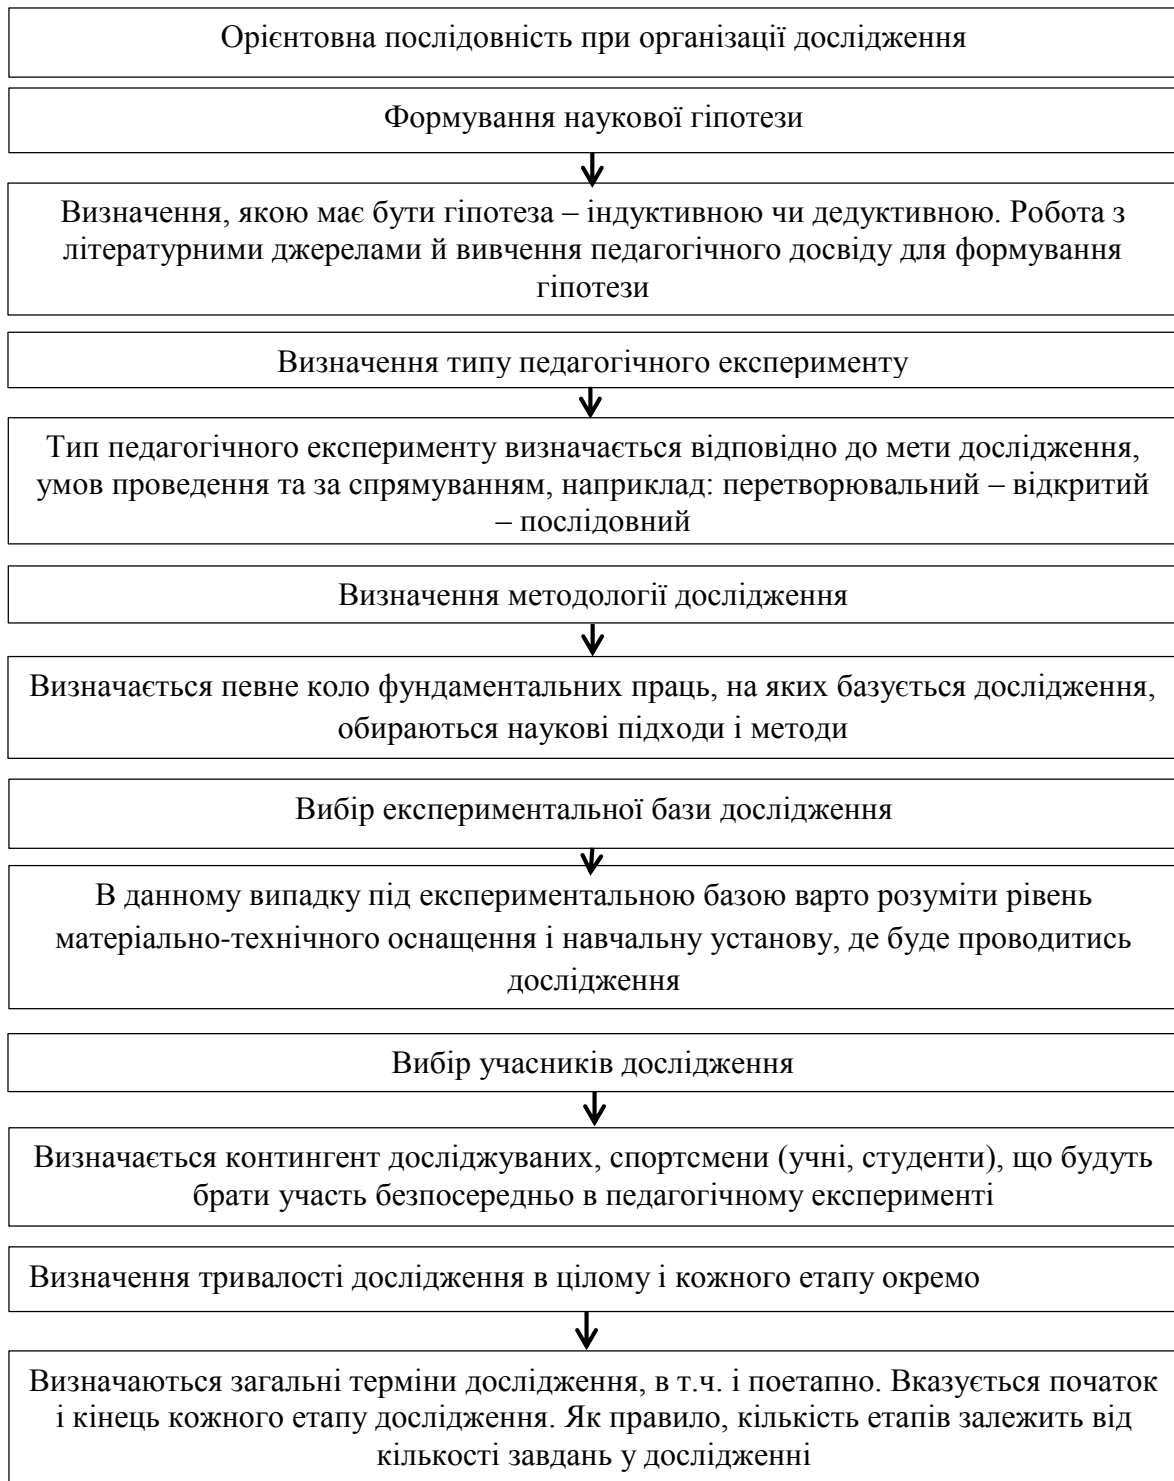 Орієнтовна послідовність при організації дослідження
Формування наукової гіпотези
Визначення, якою має бути гіпотеза – індуктивною чи дедуктивною. Робота з
літературними джерелами й вивчення педагогічного досвіду для формування
гіпотези
Визначення типу педагогічного експерименту
Тип педагогічного експерименту визначається відповідно до мети дослідження,
умов проведення та за спрямуванням, наприклад: перетворювальний – відкритий
– послідовний
Визначення методології дослідження
Визначається певне коло фундаментальних праць, на яких базується дослідження,
обираються наукові підходи і методи
Вибір експериментальної бази дослідження
В данному випадку під експериментальною базою варто розуміти рівень
матеріально-технічного оснащення і навчальну установу, де буде проводитись
дослідження
Вибір учасників дослідження
Визначається контингент досліджуваних, спортсмени (учні, студенти), що будуть
брати участь безпосередньо в педагогічному експерименті
Визначення тривалості дослідження в цілому і кожного етапу окремо
Визначаються загальні терміни дослідження, в т.ч. і поетапно. Вказується початок
і кінець кожного етапу дослідження. Як правило, кількість етапів залежить від
кількості завдань у дослідженні